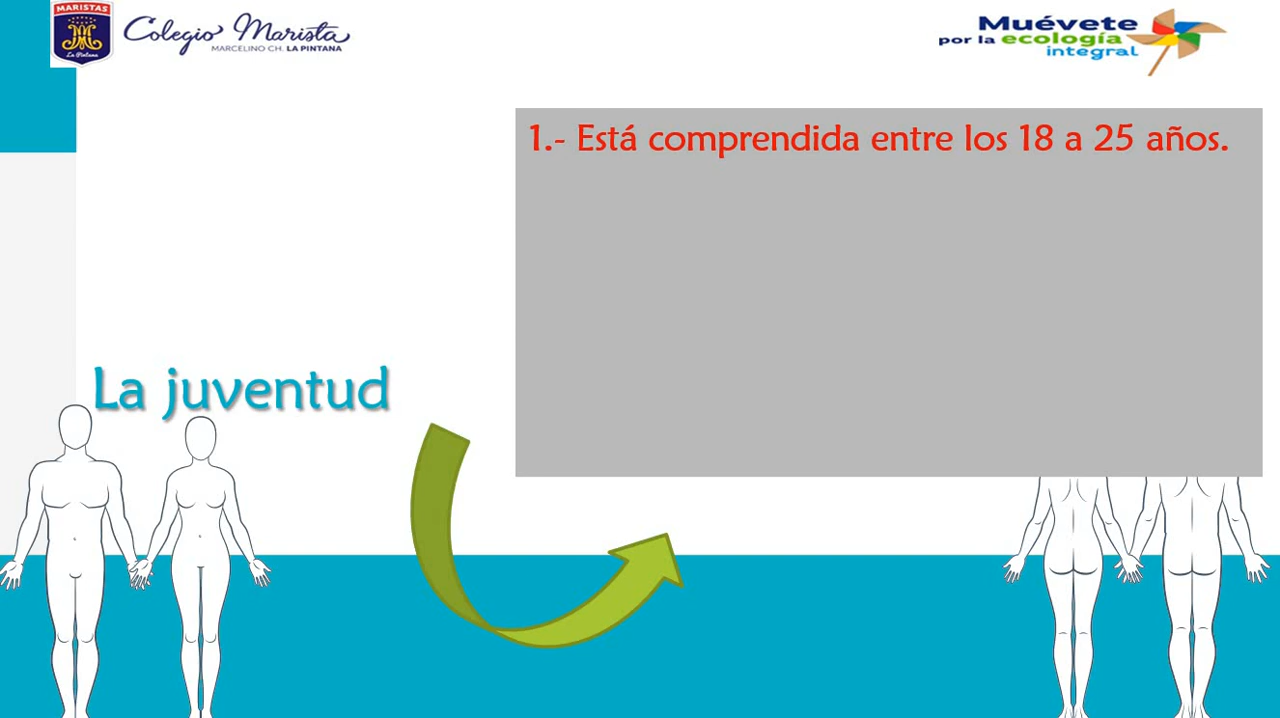 MARISTAS
La Pintana
Colegio Marista
MARCELINO CH. LA PINTANA
Muévete
por la ecología
integral
1.- Está comprendida entre los 18 a 25 años.
La juventud